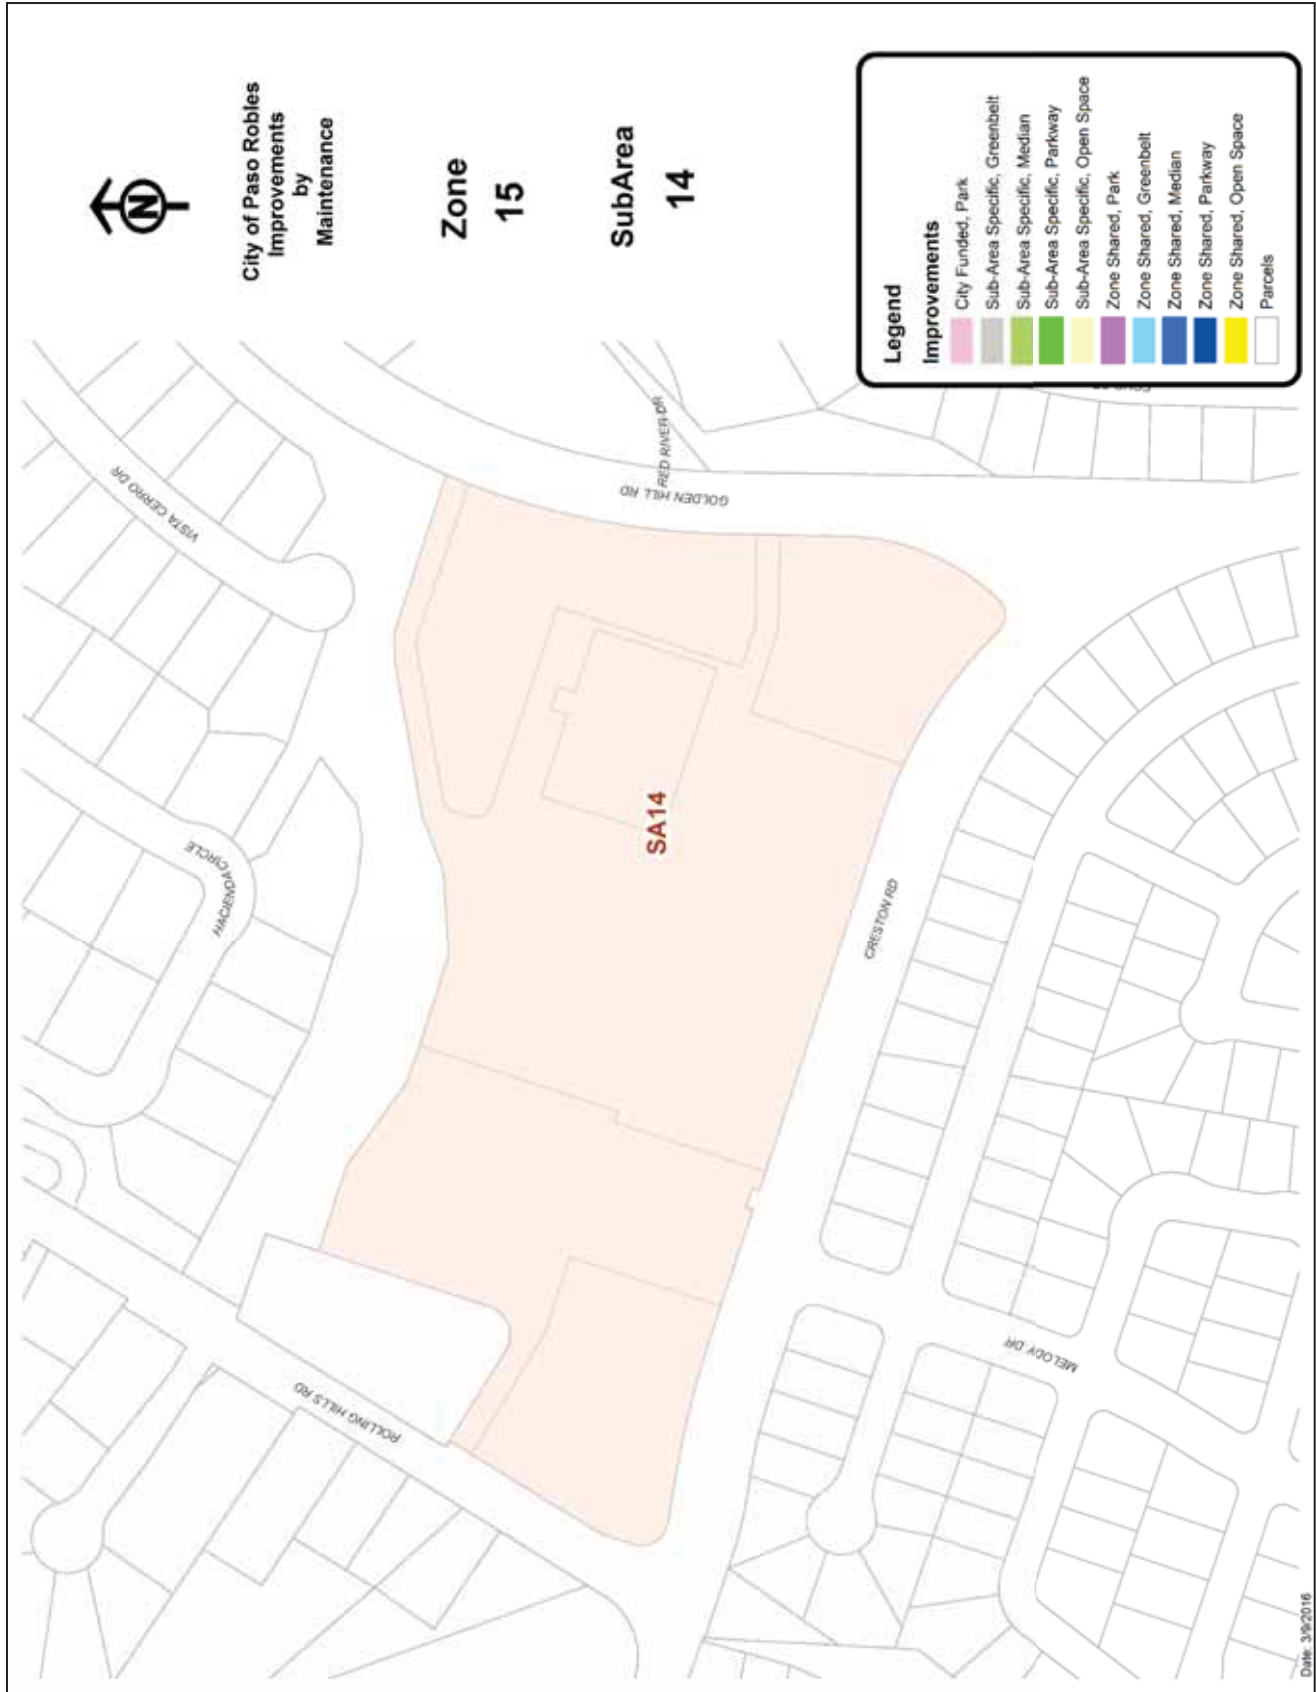 N
City of Paso Robles
Improvements
by
Maintenance
Zone
15
SubArea
14
VISTA CERRO DR
HACIENDA CIRCLE
ROLLING HILLS RD
RED RIVER DR
GOLDEN HILL RD
SA14
CRESTON RD
MELODY DR
Legend
Improvements
City Funded, Park
Sub-Area Specific, Greenbelt
Sub-Area Specific, Median
Sub-Area Specific, Parkway
Sub-Area Specific, Open Space
Zone Shared, Park
Zone Shared, Greenbelt
Zone Shared, Median
Zone Shared, Parkway
Zone Shared, Open Space
Parcels
Date: 3/9/2016